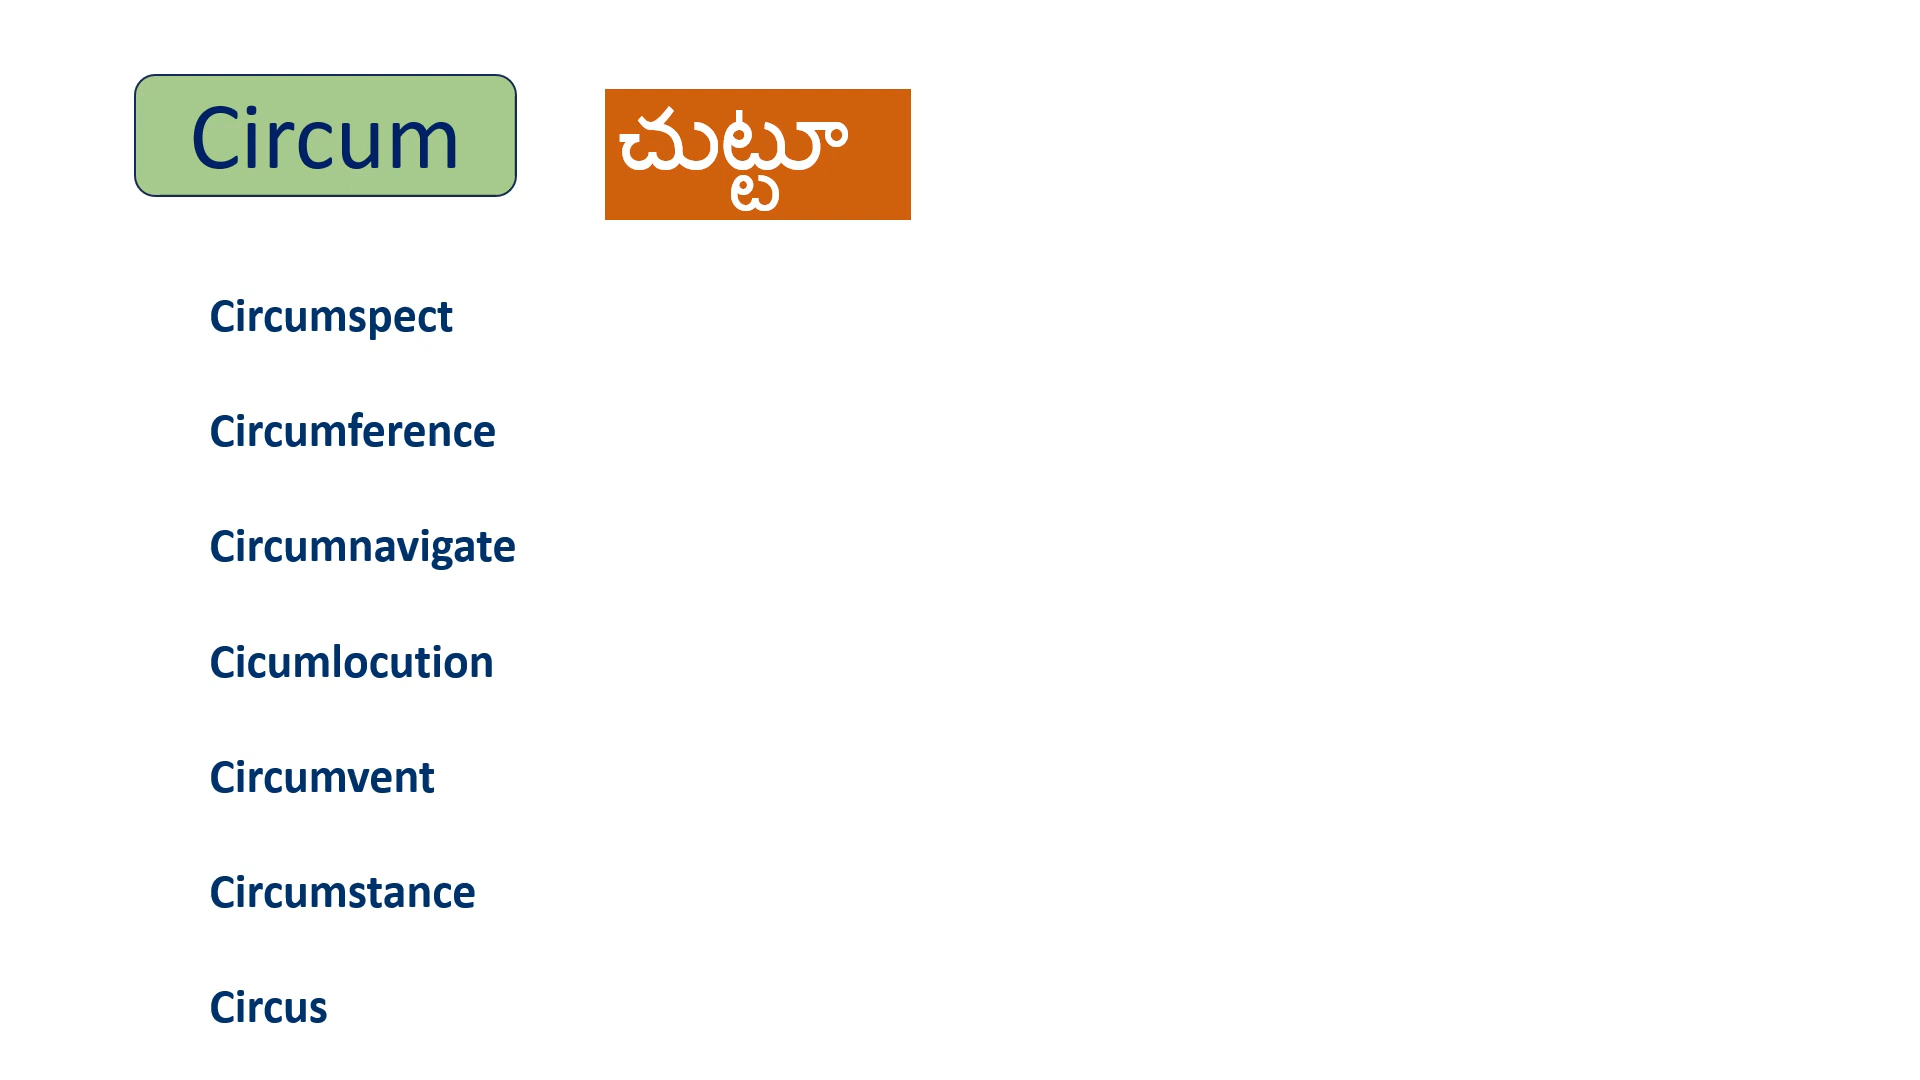 Circum
చుట్టూ
Circumspect
Circumference
Circumnavigate
Cicumlocution
Circumvent
Circumstance
Circus